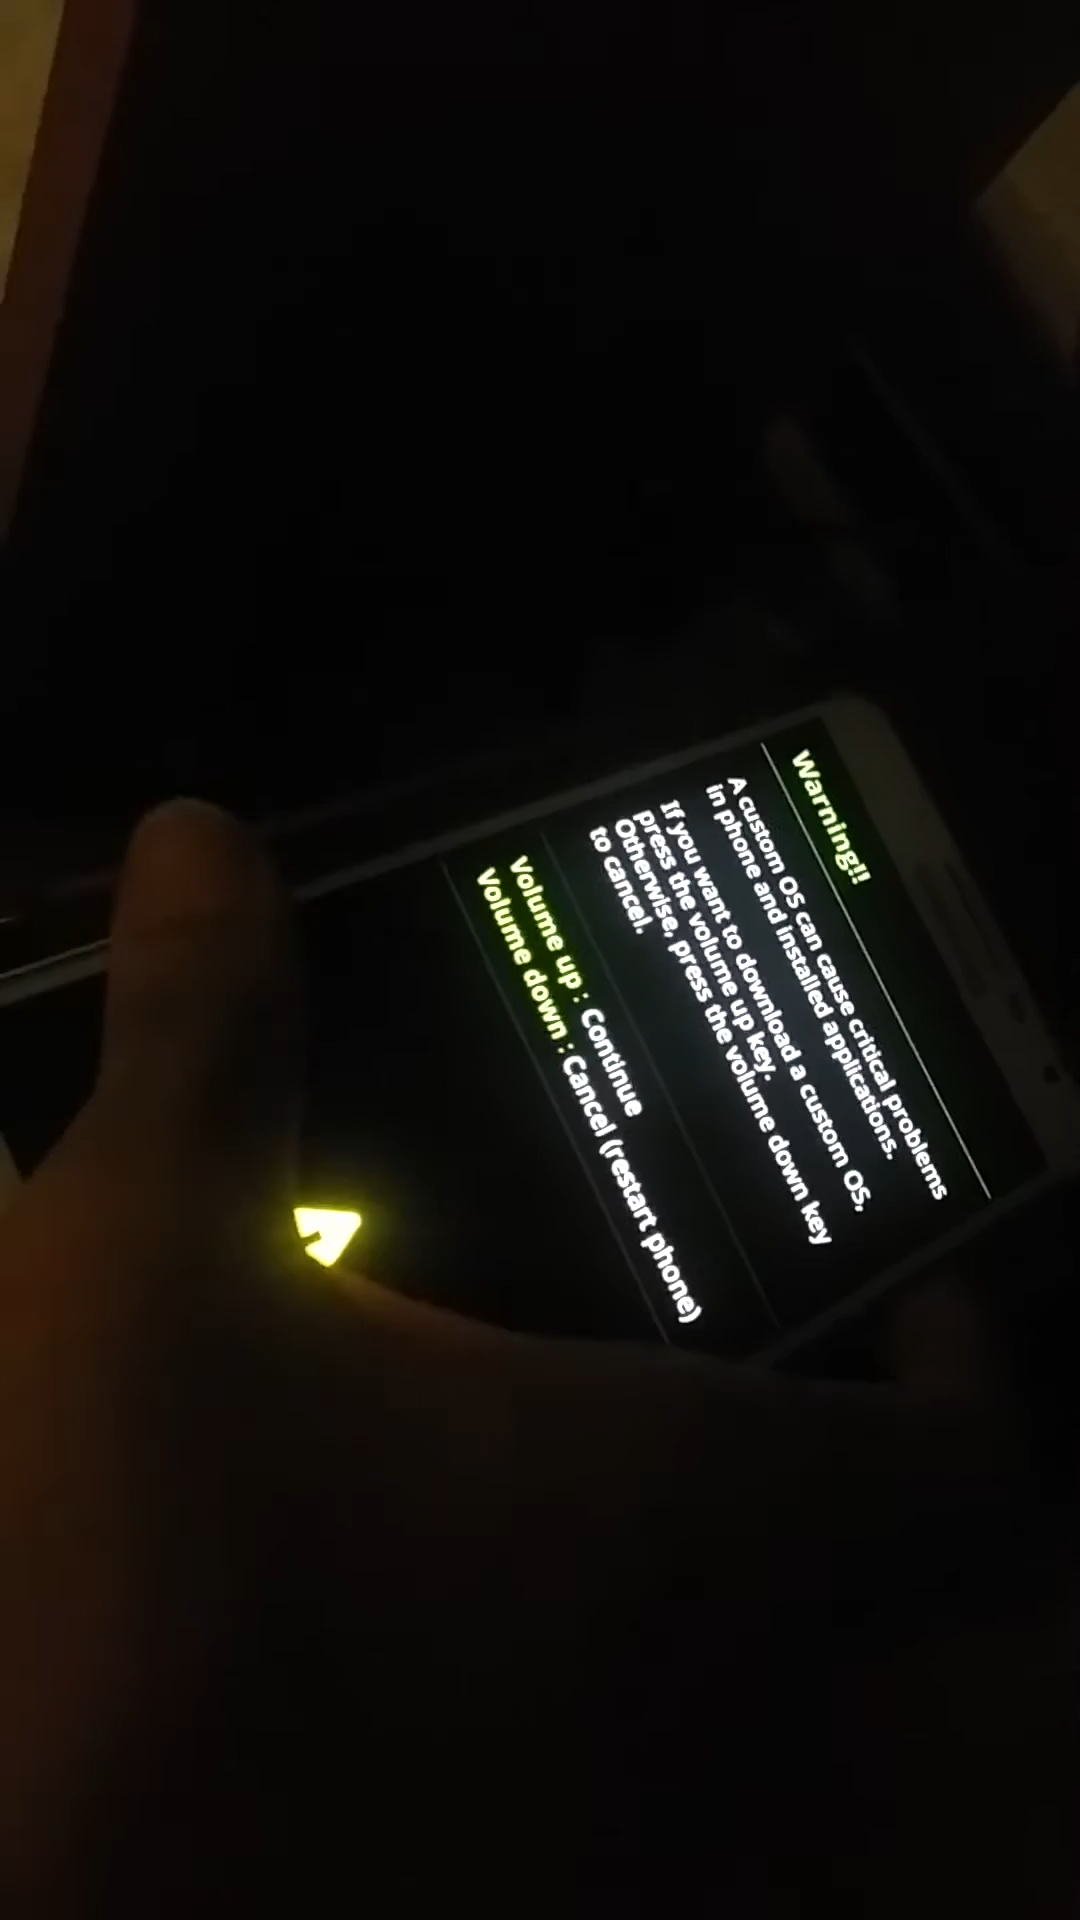 Warning!!
A custom OS can cause critical problems
in phone and installed applications.
If you want to download a custom OS,
press the volume up key.
Otherwise, press the volume down key
to cancel.
Volume up : Continue
Volume down : Cancel (restart phone)